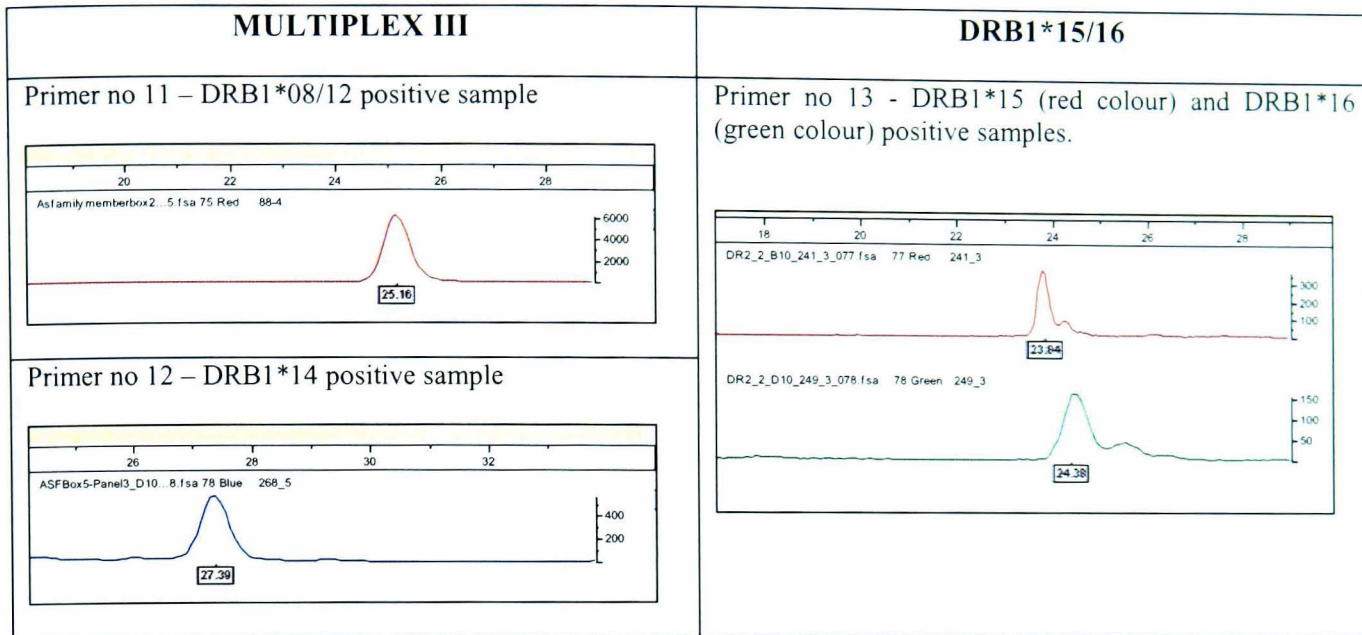 MULTIPLEX III
Primer no 11 – DRB1*08/12 positive sample
20 22 24 26 28
Asfamilymemberbox2...5.fsa 75 Red 88-4
6000
4000
2000
25.16
Primer no 12 – DRB1*14 positive sample
26 28 30 32
ASFBox5-Panel3_D10...8.fsa 78 Blue 268_5
400
200
27.39
DRB1*15/16
Primer no 13 - DRB1*15 (red colour) and DRB1*16
(green colour) positive samples.
18 20 22 24 26 28
DR2_2_B10_241_3_077.fsa 77 Red 241_3
300
200
100
23.84
DR2_2_D10_249_3_078.fsa 78 Green 249_3
150
100
50
24.38